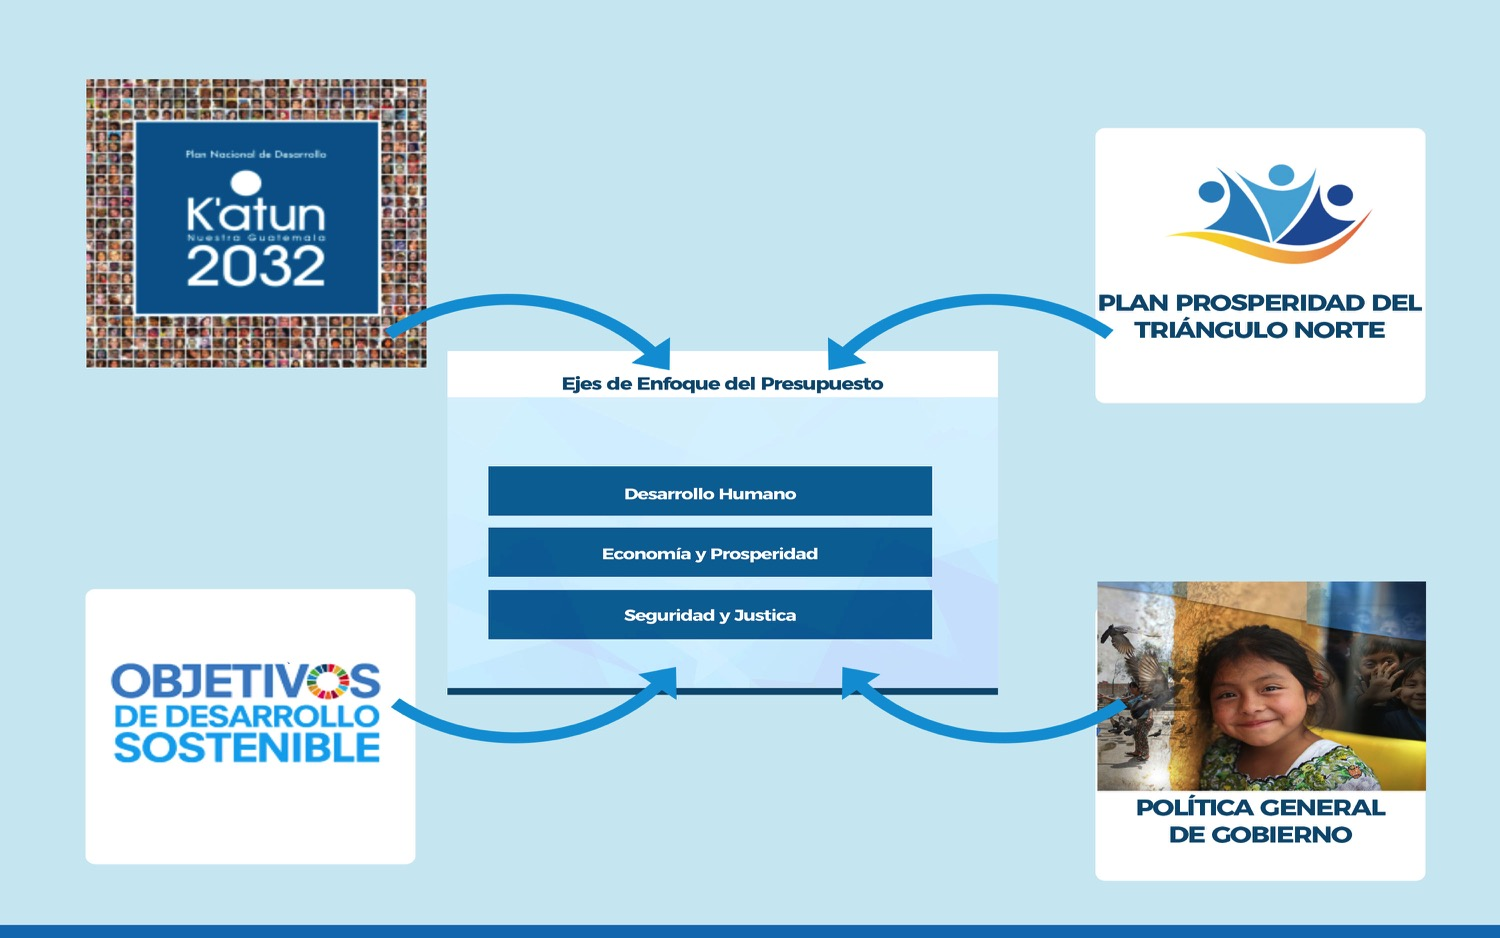 Plan Nacional de Desarrollo
K'atun
Nuestra Guatemala
2032
PLAN PROSPERIDAD DEL
TRIÁNGULO NORTE
Ejes de Enfoque del Presupuesto
Desarrollo Humano
Economía y Prosperidad
Seguridad y Justica
OBJETIVOS
DE DESARROLLO
SOSTENIBLE
POLÍTICA GENERAL
DE GOBIERNO